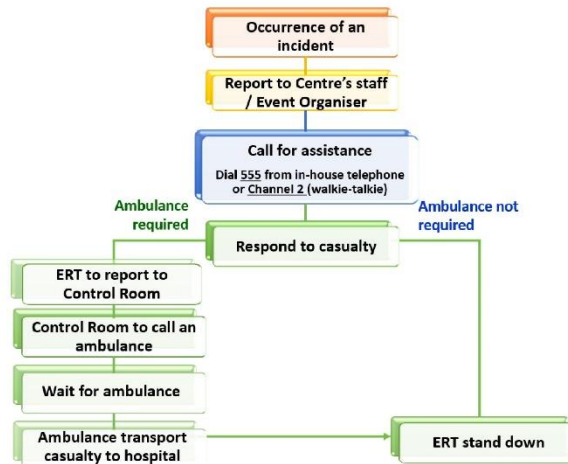 Occurrence of an
incident
Report to Centre's staff
/ Event Organiser
Call for assistance
Dial 555 from in-house telephone
or Channel 2 (walkie-talkie)
Ambulance
required
Ambulance not
required
Respond to casualty
ERT to report to
Control Room
Control Room to call an
ambulance
Wait for ambulance
Ambulance transport
casualty to hospital
ERT stand down